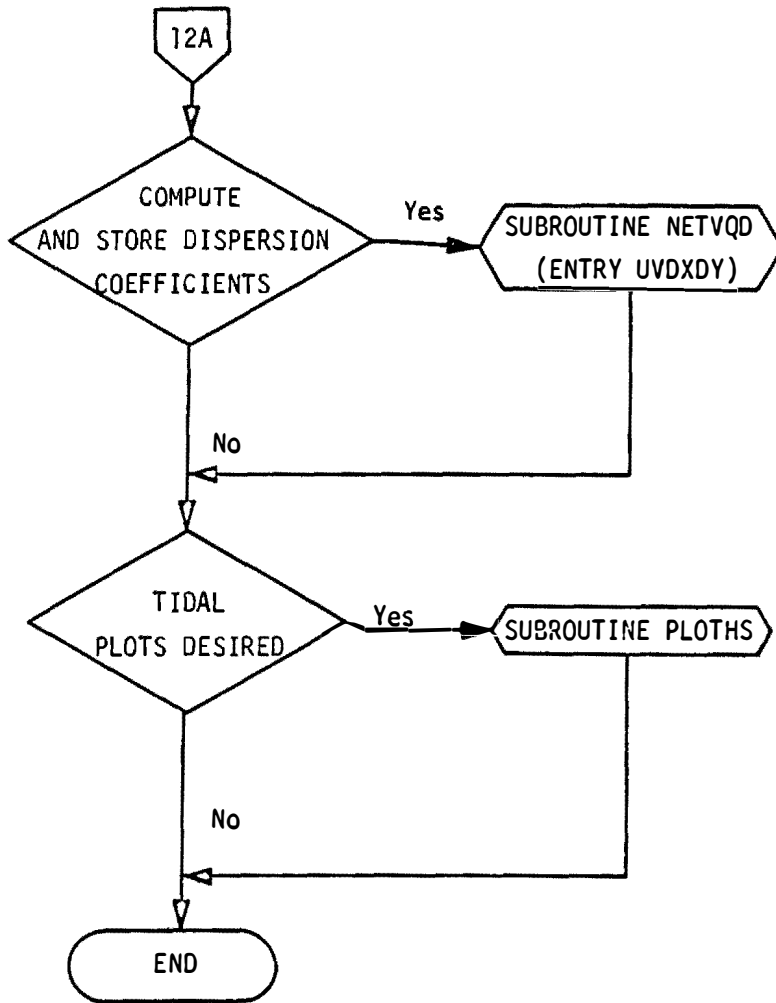 12A
COMPUTE
AND STORE DISPERSION
COEFFICIENTS
Yes
SUBROUTINE NETVQD
(ENTRY UVDXDY)
No
TIDAL
PLOTS DESIRED
Yes
SUBROUTINE PLOTHS
No
END